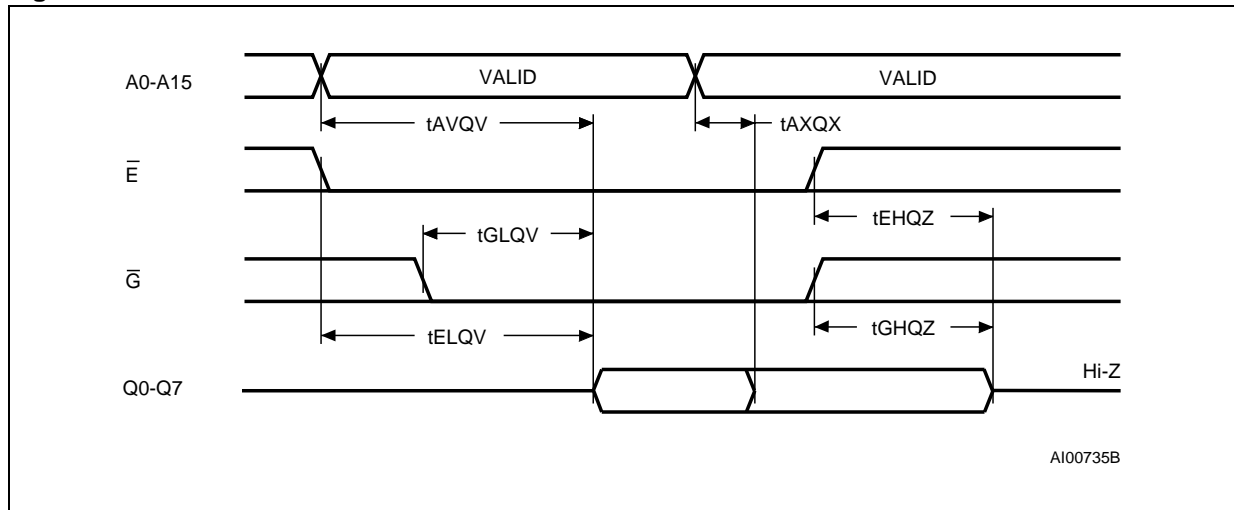 A0-A15
VALID
VALID
tAVQV
tAXQX
E̅
tEHQZ
tGLQV
G̅
tELQV
tGHQZ
Q0-Q7
Hi-Z
AI00735B